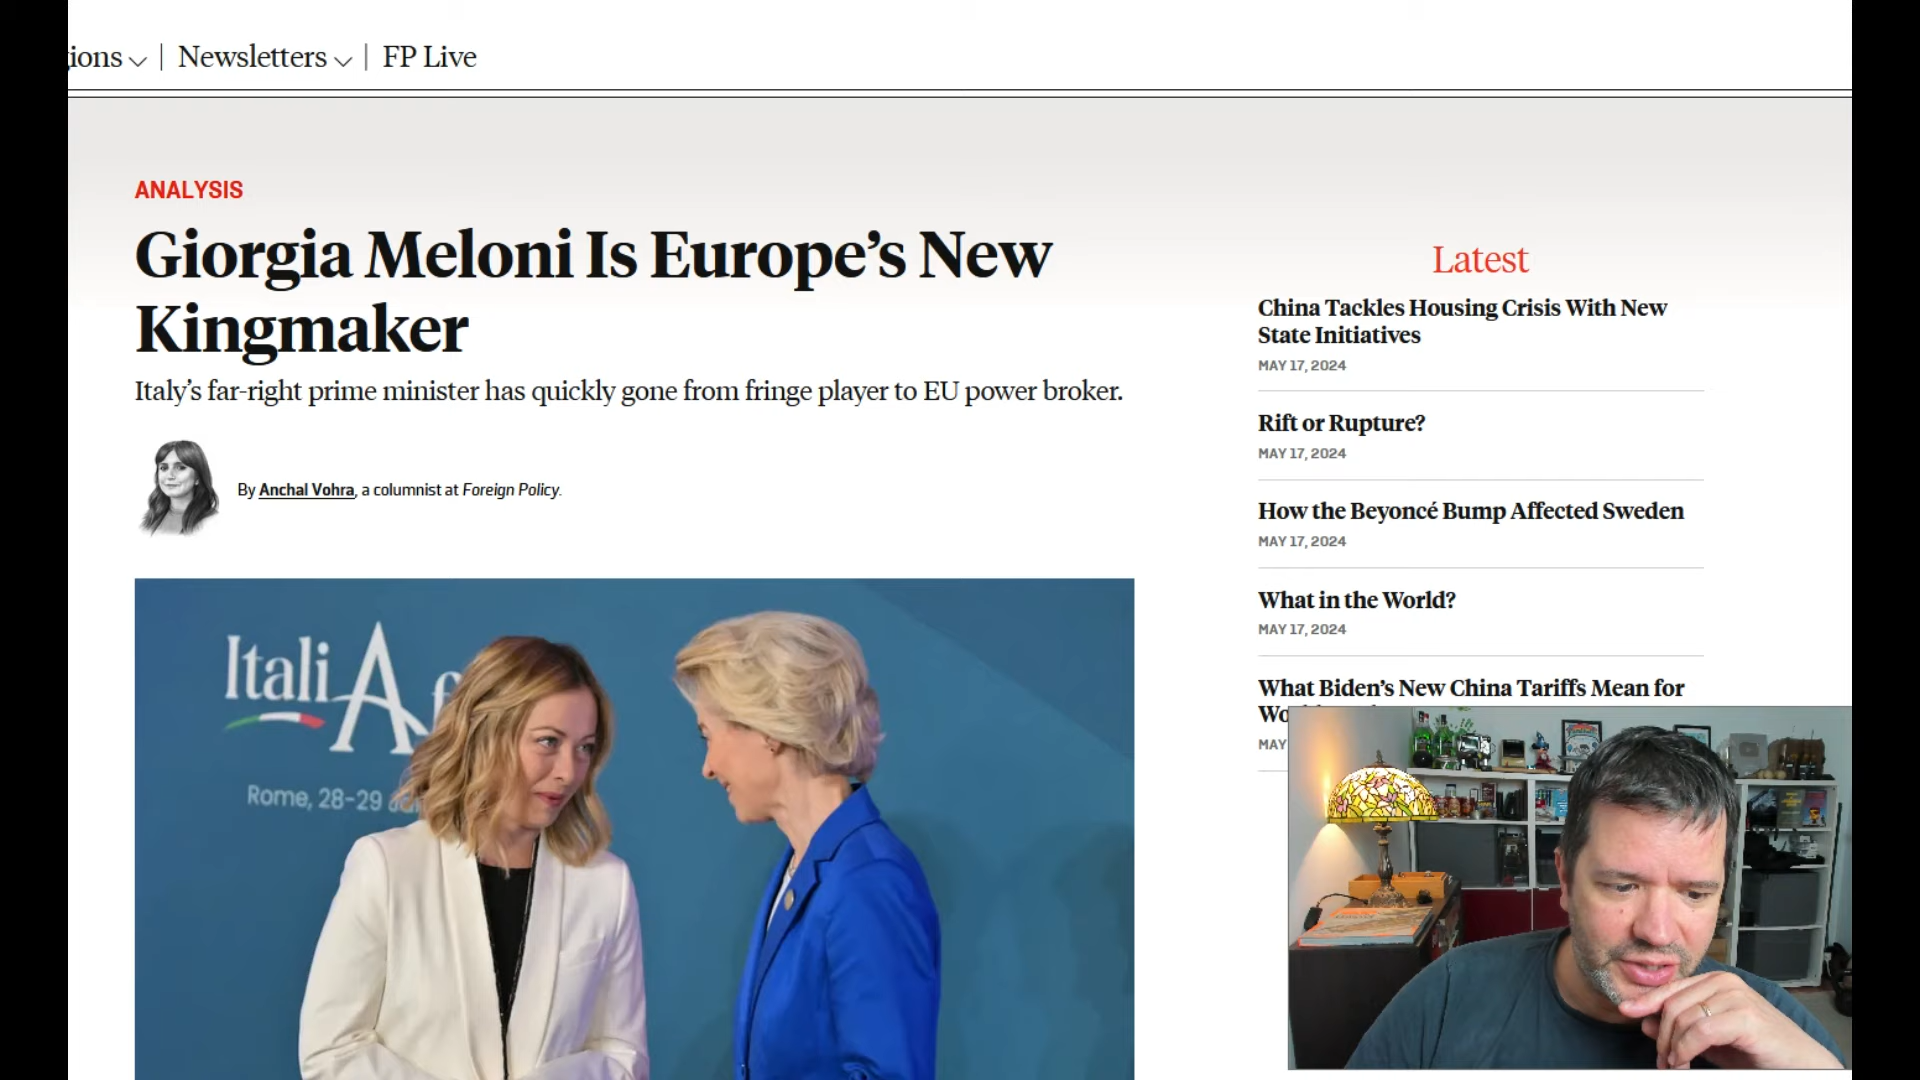 Newsletters
FP Live
ANALYSIS
Giorgia Meloni Is Europe’s New
Kingmaker
Italy’s far-right prime minister has quickly gone from fringe player to EU power broker.
By Anchal Vohra, a columnist at Foreign Policy.
Itali A f
Rome, 28-29
Latest
China Tackles Housing Crisis With New
State Initiatives
MAY 17, 2024
Rift or Rupture?
MAY 17, 2024
How the Beyoncé Bump Affected Sweden
MAY 17, 2024
What in the World?
MAY 17, 2024
What Biden’s New China Tariffs Mean for
MAY